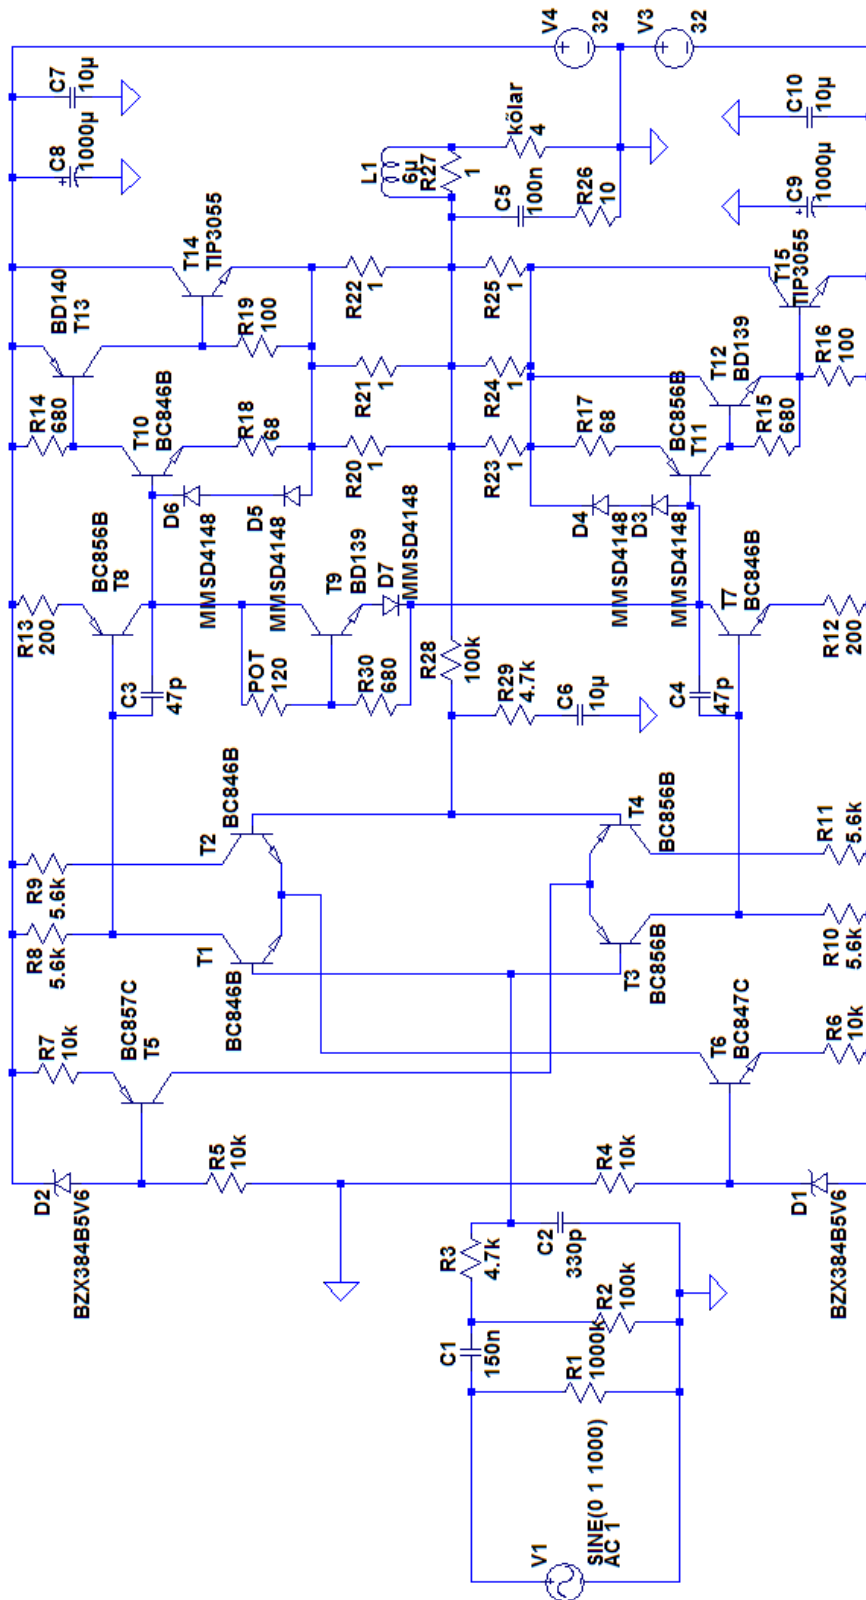 V4
32
V3
32
C7
10µ
C8
1000µ
C10
10µ
C9
1000µ
kõlar
4
L1
6µ
R27
1
C5
100n
R26
10
T14
TIP3055
BD140
T13
R19
100
R22
1
R25
1
T15
TIP3055
R14
680
T10
BC846B
R18
68
R21
1
R20
1
R24
1
R23
1
R17
68
BC856B
T11
T12
BD139
R15
680
R16
100
D6
MMSD4148
D5
MMSD4148
D4
MMSD4148
D3
MMSD4148
R13
200
BC856B
T8
C3
47p
POT
120
T9
BD139
D7
MMSD4148
R30
680
R28
100k
R29
4.7k
C6
10µ
C4
47p
T7
BC846B
R12
200
R9
5.6k
R8
5.6k
T2
BC846B
T1
BC846B
T4
BC856B
T3
BC856B
R11
5.6k
R10
5.6k
R7
10k
BC857C
T5
T6
BC847C
R6
10k
D2
BZX384B5V6
R5
10k
R4
10k
D1
BZX384B5V6
R3
4.7k
C2
330p
C1
150n
R2
100k
R1
1000k
V1
SINE(0 1 1000)
AC 1